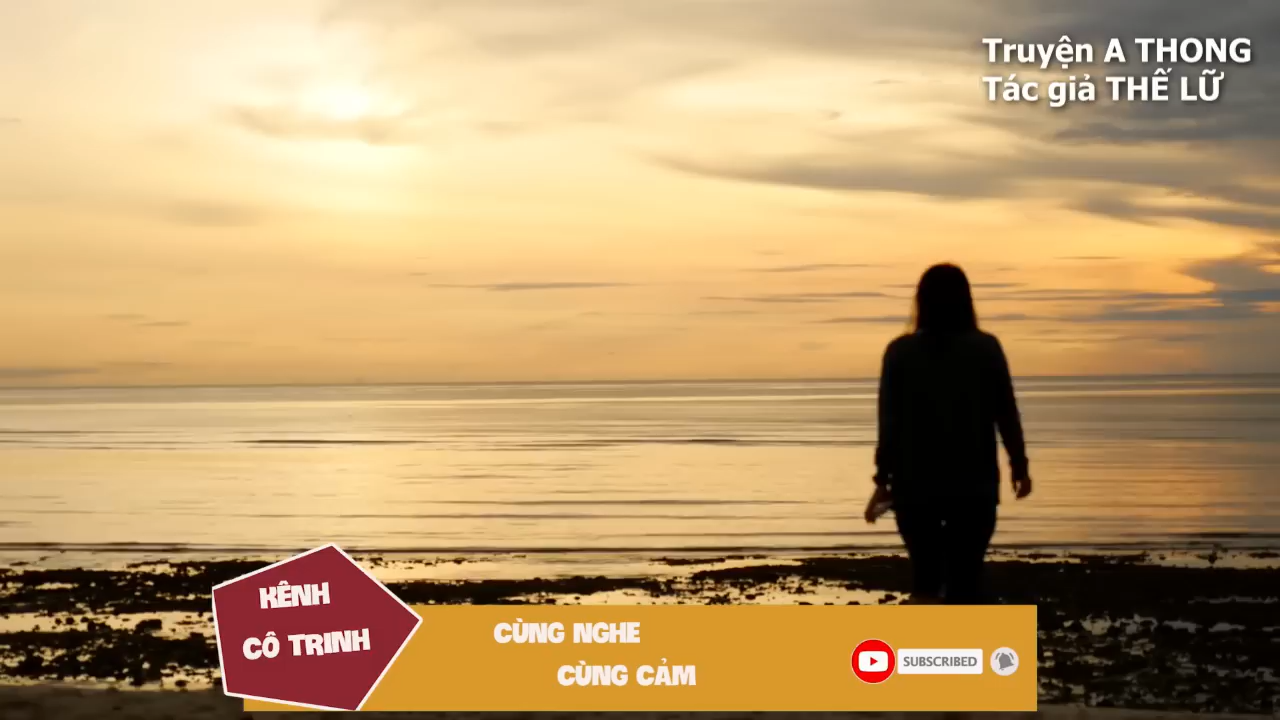 Truyện A THONG
Tác giả THẾ LỮ
KÊNH
CÔ TRINH
CÙNG NGHE
CÙNG CẢM
SUBSCRIBED